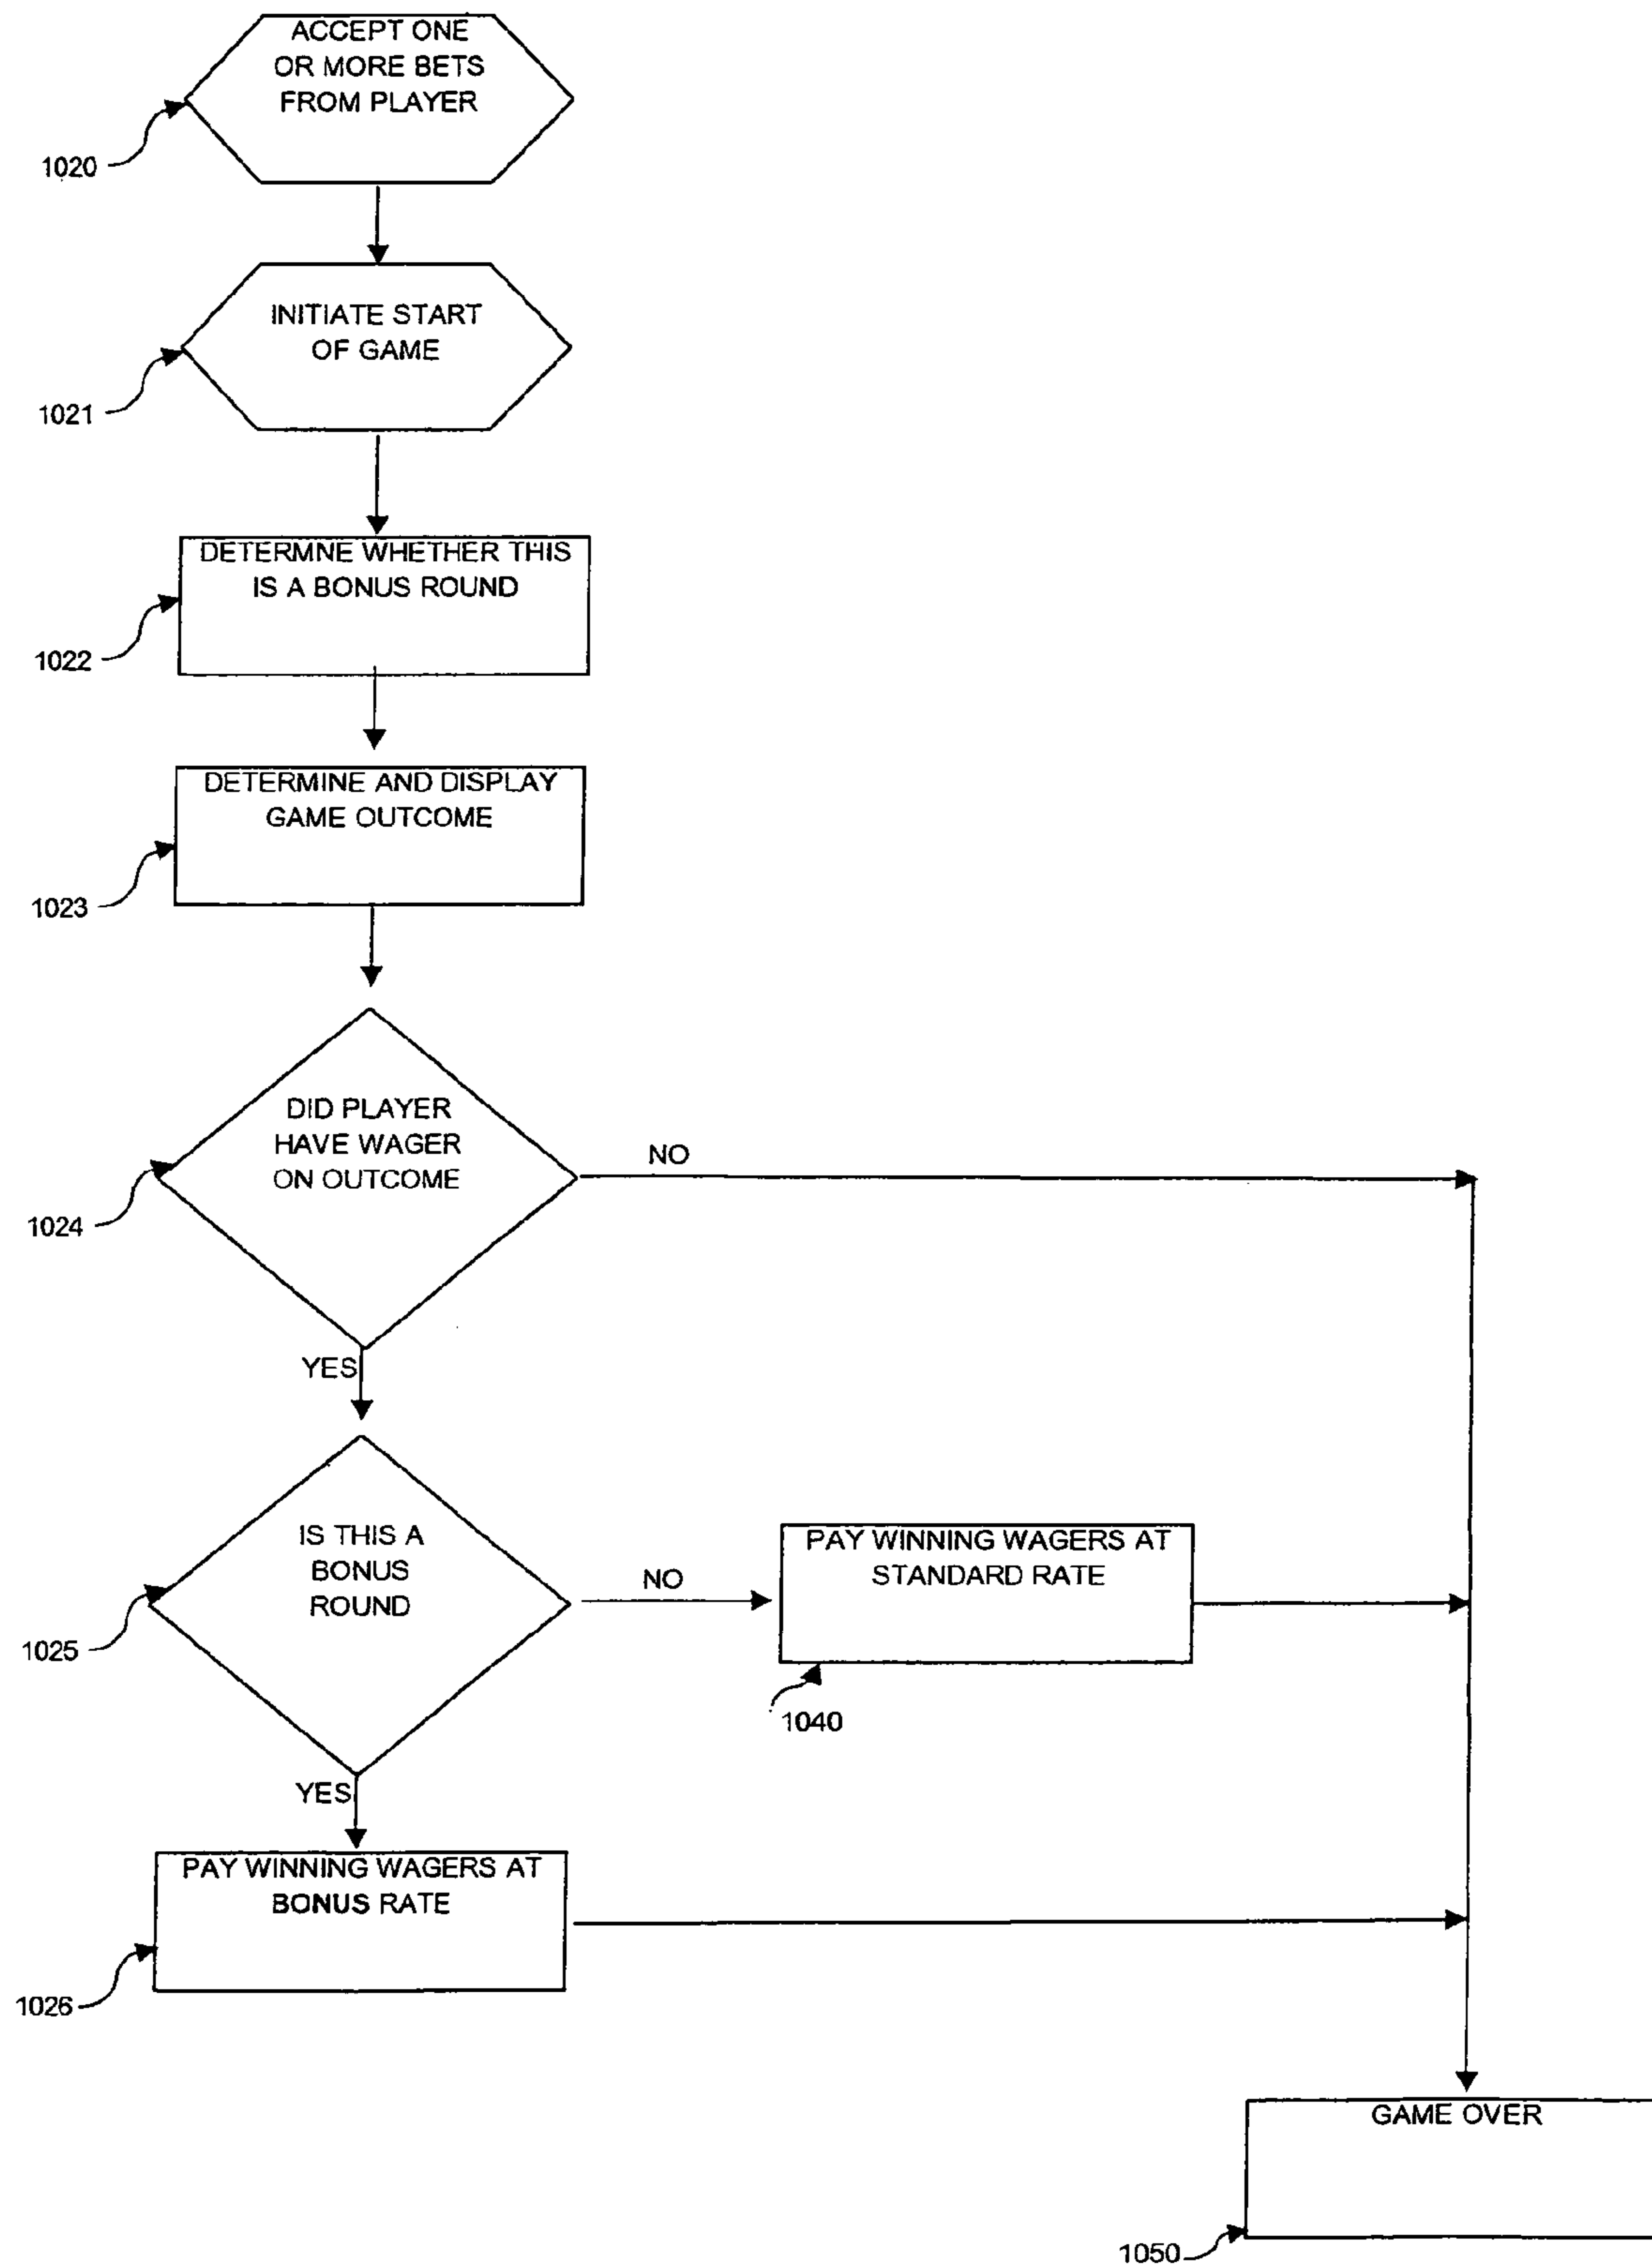 ACCEPT ONE
OR MORE BETS
FROM PLAYER
1020
INITIATE START
OF GAME
1021
DETERMNE WHETHER THIS
IS A BONUS ROUND
1022
DETERMINE AND DISPLAY
GAME OUTCOME
1023
DID PLAYER
HAVE WAGER
ON OUTCOME
NO
1024
YES
IS THIS A
BONUS
ROUND
NO
PAY WINNING WAGERS AT
STANDARD RATE
1025
1040
YES
PAY WINNING WAGERS AT
BONUS RATE
1026
GAME OVER
1050